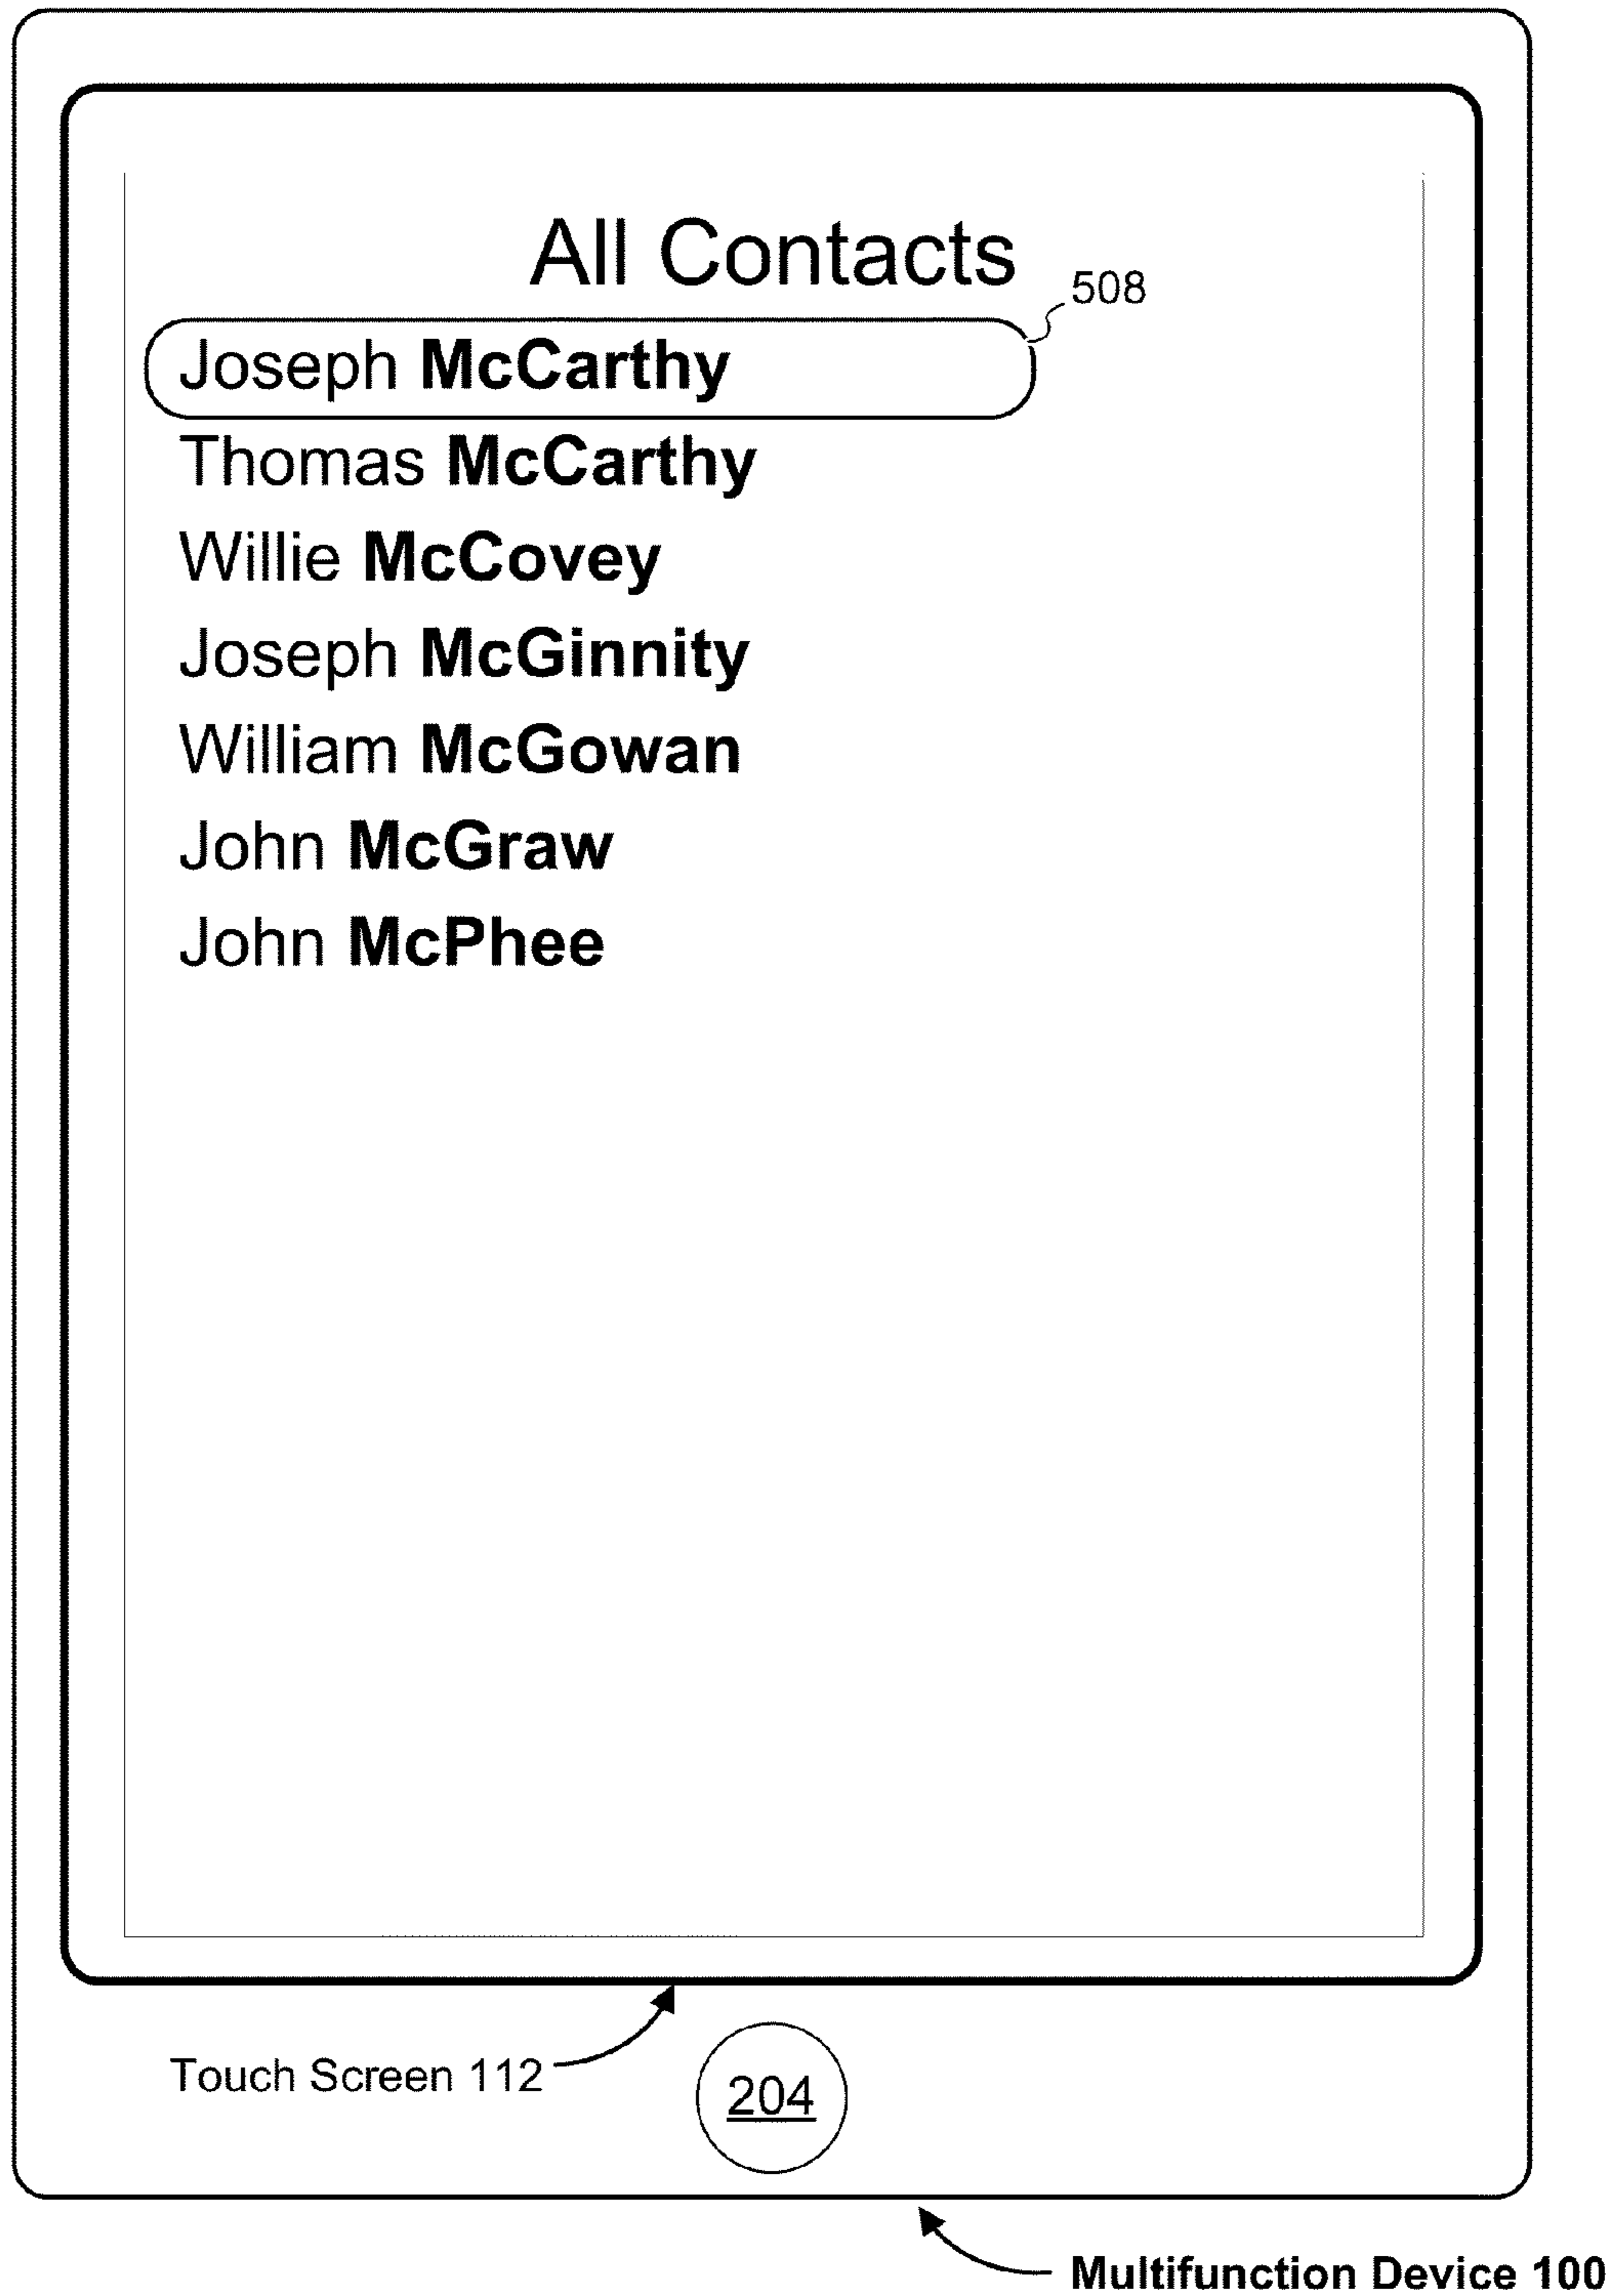 All Contacts
508
Joseph McCarthy
Thomas McCarthy
Willie McCovey
Joseph McGinnity
William McGowan
John McGraw
John McPhee
Touch Screen 112
204
Multifunction Device 100